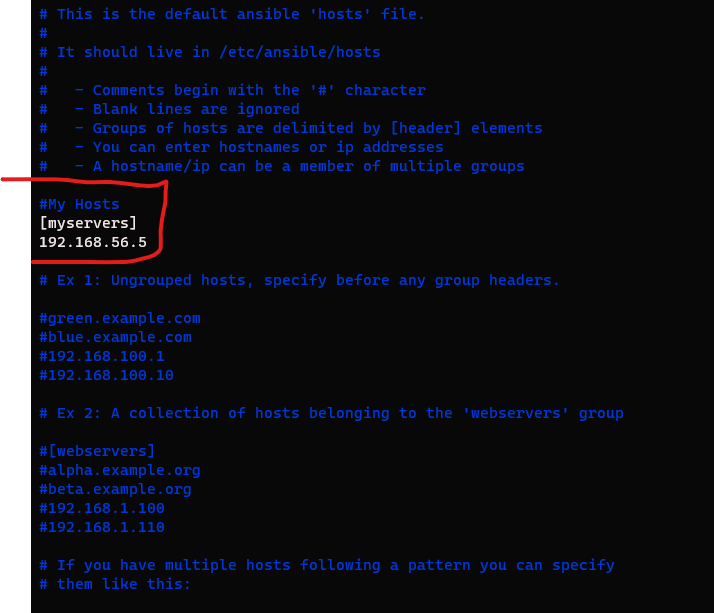 # This is the default ansible 'hosts' file.
#
# It should live in /etc/ansible/hosts
#
#   - Comments begin with the '#' character
#   - Blank lines are ignored
#   - Groups of hosts are delimited by [header] elements
#   - You can enter hostnames or ip addresses
#   - A hostname/ip can be a member of multiple groups
#My Hosts
[myservers]
192.168.56.5
# Ex 1: Ungrouped hosts, specify before any group headers.
#green.example.com
#blue.example.com
#192.168.100.1
#192.168.100.10
# Ex 2: A collection of hosts belonging to the 'webservers' group
#[webservers]
#alpha.example.org
#beta.example.org
#192.168.1.100
#192.168.1.110
# If you have multiple hosts following a pattern you can specify
# them like this: